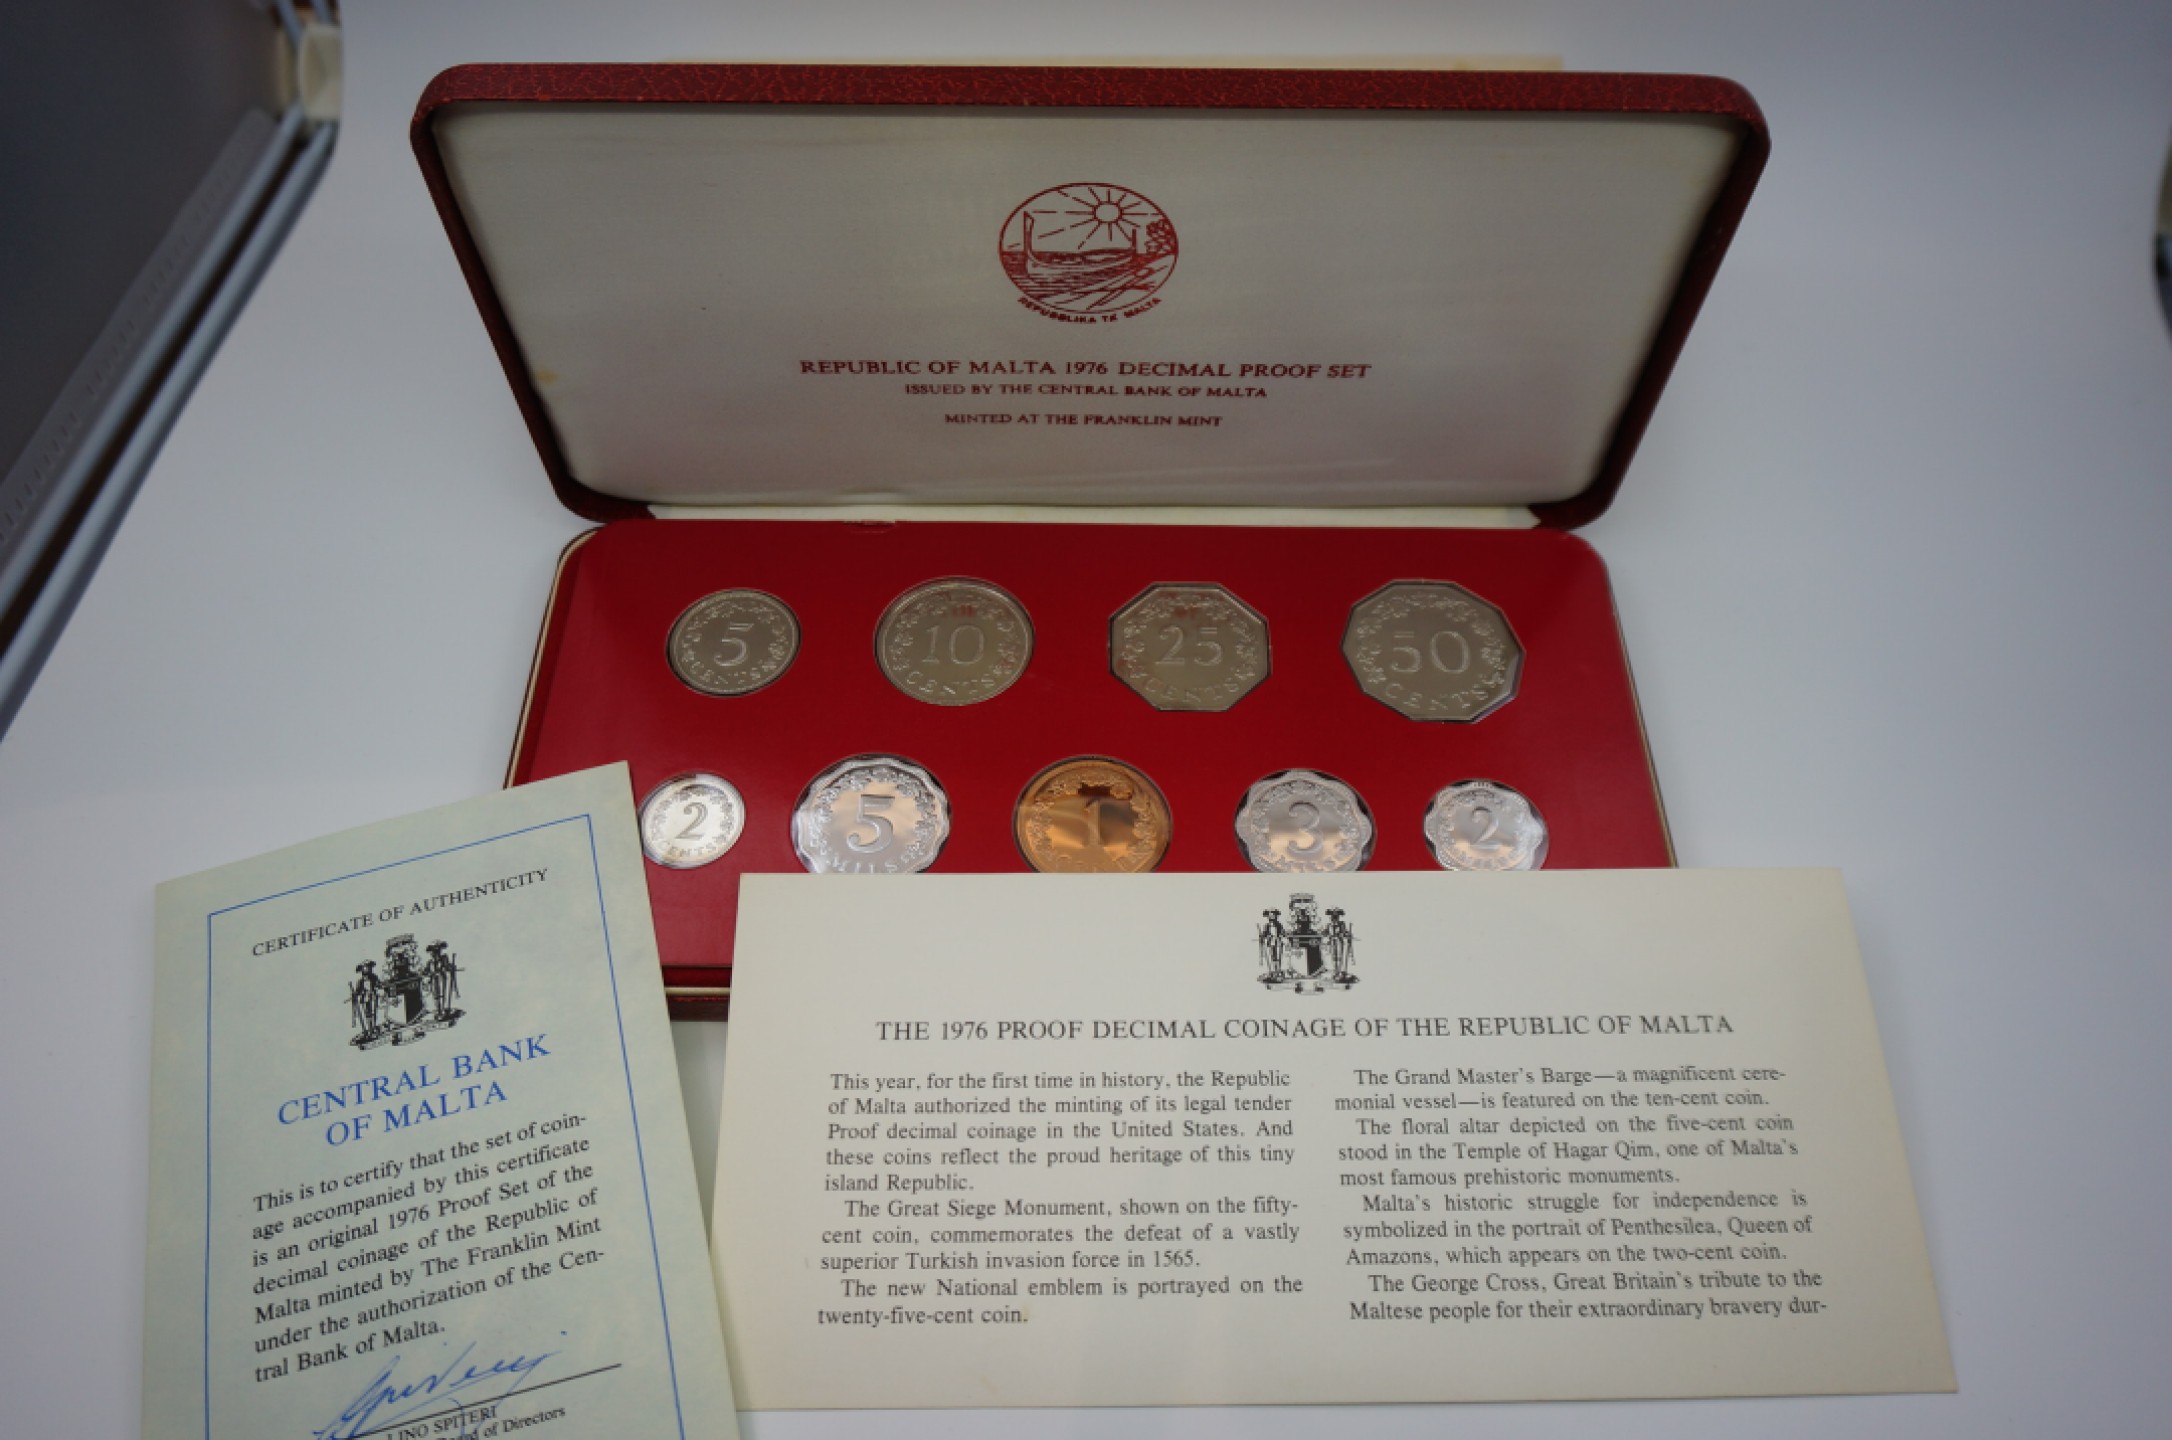 REPUBBLIKA TA' MALTA
REPUBLIC OF MALTA 1976 DECIMAL PROOF SET
ISSUED BY THE CENTRAL BANK OF MALTA
MINTED AT THE FRANKLIN MINT
5
CENTS
10
CENTS
25
CENTS
50
CENTS
2
CENTS
5
MILS
1
3
2
CERTIFICATE OF AUTHENTICITY
CENTRAL BANK
OF MALTA
This is to certify that the set of coin-
age accompanied by this certificate
is an original 1976 Proof Set of the
decimal coinage of the Republic of
Malta minted by The Franklin Mint
under the authorization of the Cen-
tral Bank of Malta.
LINO SPITERI
of Directors
THE 1976 PROOF DECIMAL COINAGE OF THE REPUBLIC OF MALTA
This year, for the first time in history, the Republic
of Malta authorized the minting of its legal tender
Proof decimal coinage in the United States. And
these coins reflect the proud heritage of this tiny
island Republic.
The Great Siege Monument, shown on the fifty-
cent coin, commemorates the defeat of a vastly
superior Turkish invasion force in 1565.
The new National emblem is portrayed on the
twenty-five-cent coin.
The Grand Master's Barge—a magnificent cere-
monial vessel—is featured on the ten-cent coin.
The floral altar depicted on the five-cent coin
stood in the Temple of Hagar Qim, one of Malta's
most famous prehistoric monuments.
Malta's historic struggle for independence is
symbolized in the portrait of Penthesilea, Queen of
Amazons, which appears on the two-cent coin.
The George Cross, Great Britain's tribute to the
Maltese people for their extraordinary bravery dur-